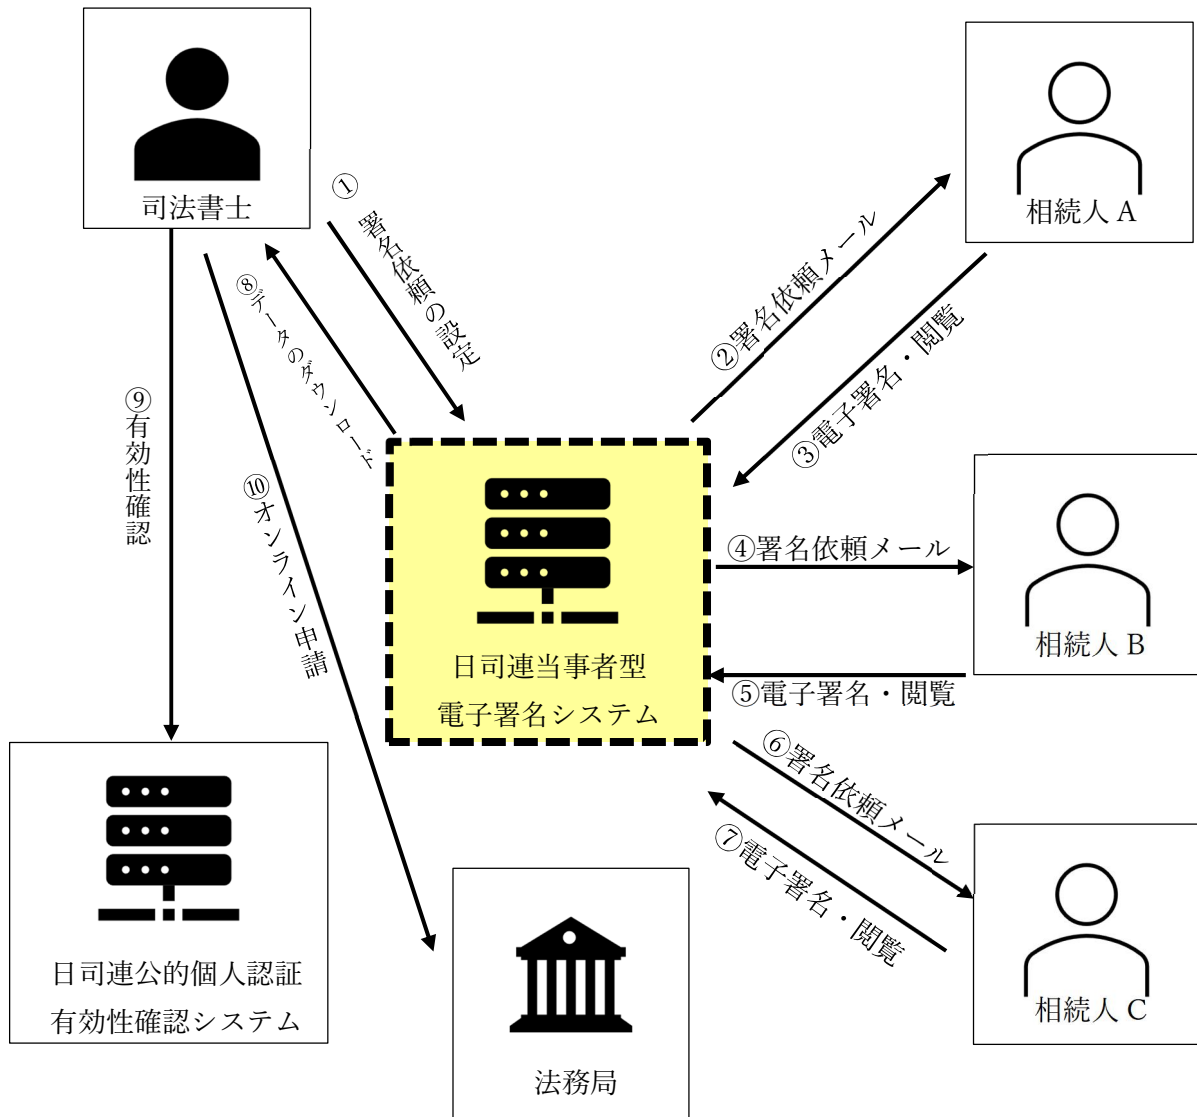 司法書士
相続人 A
①署名依頼の設定
②署名依頼メール
③電子署名・閲覧
⑧データのダウンロード
⑨有効性確認
⑩オンライン申請
④署名依頼メール
相続人 B
日司連当事者型
電子署名システム
⑤電子署名・閲覧
⑥署名依頼メール
⑦電子署名・閲覧
相続人 C
日司連公的個人認証
有効性確認システム
法務局